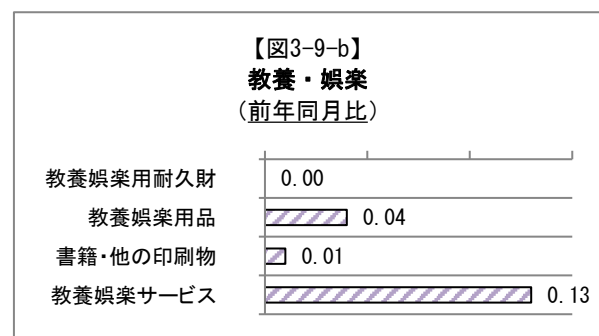 【図3-9-b】
教養・娯楽
(前年同月比)
教養娯楽用耐久財 0.00
教養娯楽用品 0.04
書籍・他の印刷物 0.01
教養娯楽サービス 0.13